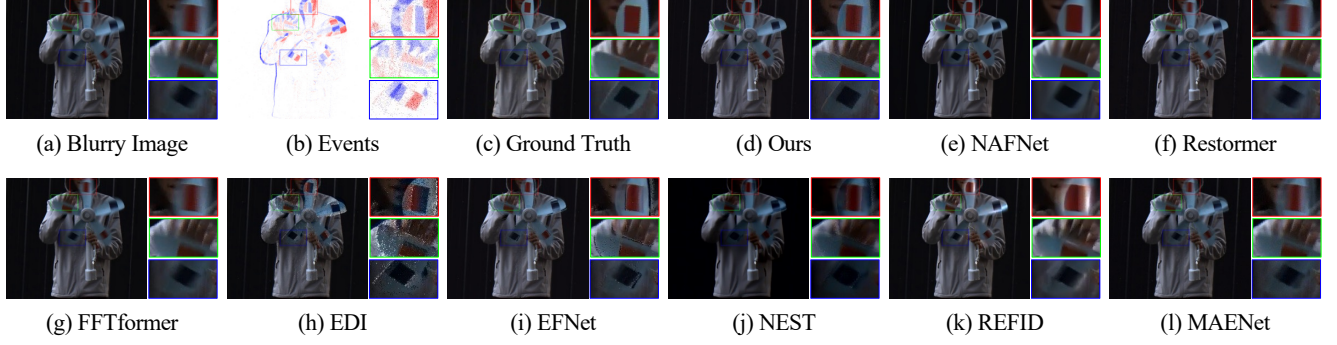 (a) Blurry Image (b) Events (c) Ground Truth (d) Ours (e) NAFNet (f) Restormer
(g) FFTformer (h) EDI (i) EFNet (j) NEST (k) REFID (l) MAENet